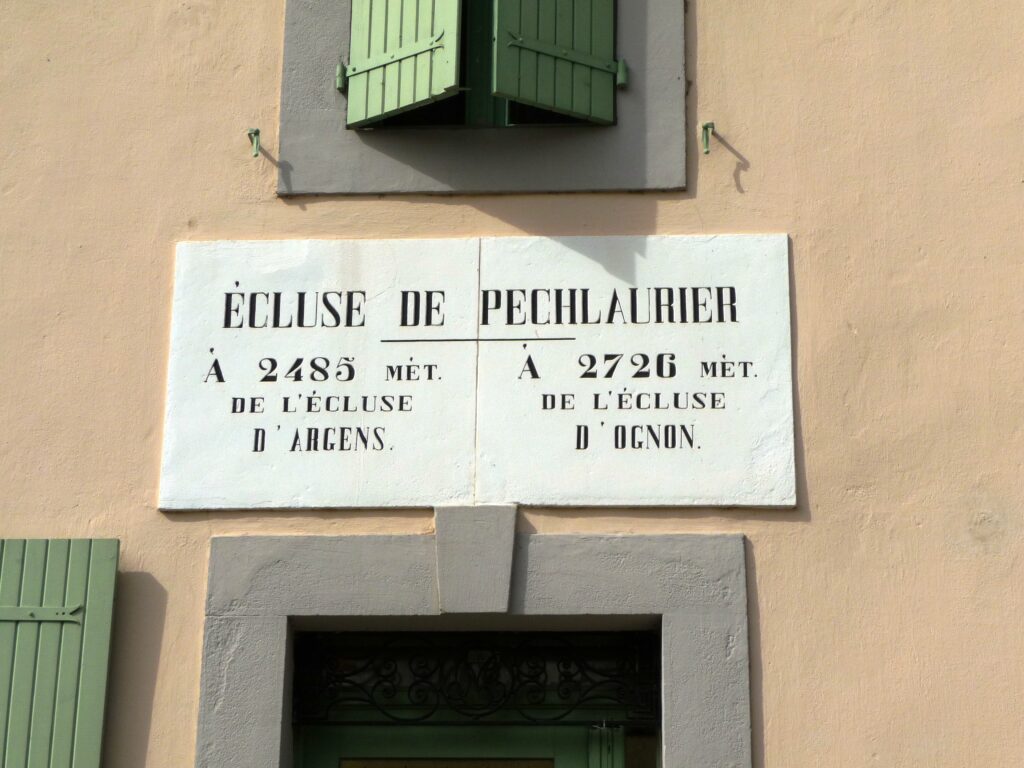 ÉCLUSE DE PECHLAURIER
À 2485 MÈT.
DE L'ÉCLUSE
D'ARGENS.
À 2726 MÈT.
DE L'ÉCLUSE
D'OGNON.